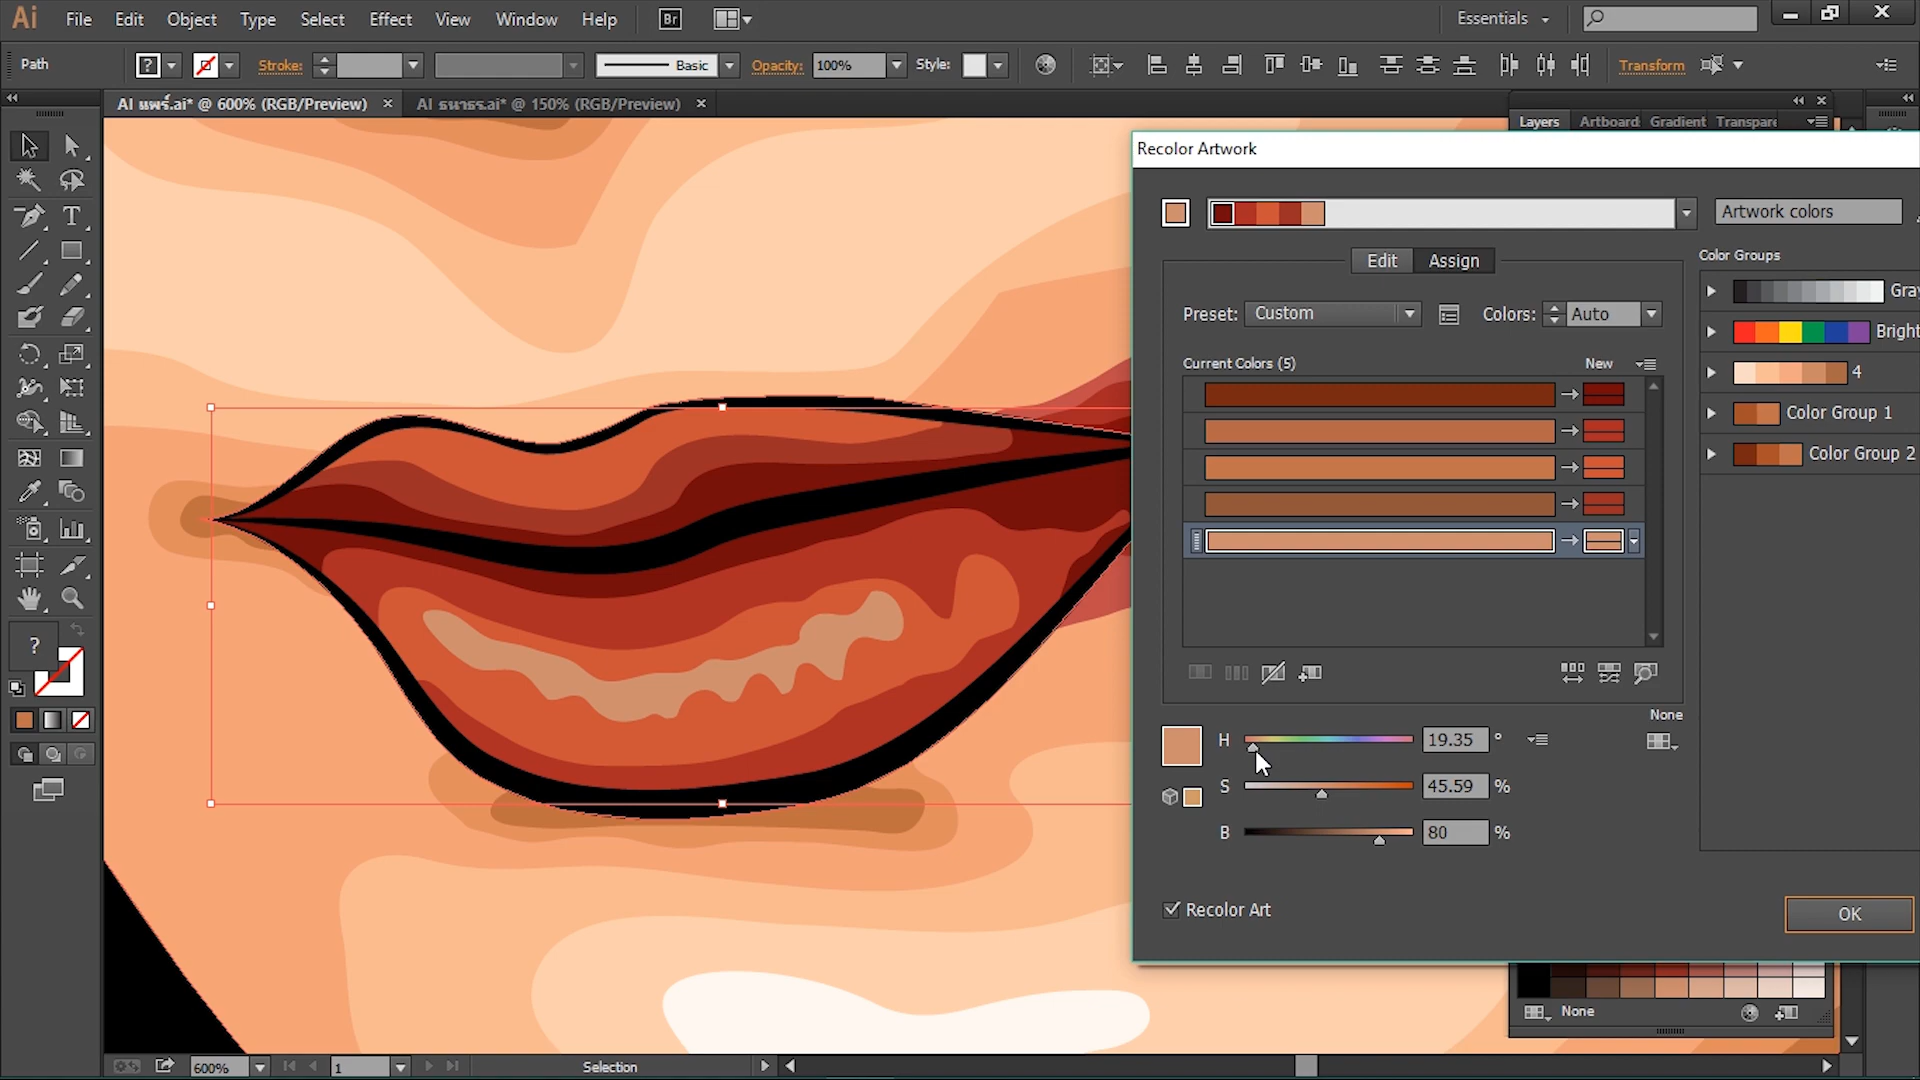 Ai File Edit Object Type Select Effect View Window Help Br Essentials
Path ? Stroke: Basic Opacity: 100% Style: Transform
AI แพร์.ai* @ 600% (RGB/Preview) × AI ธนาธร.ai* @ 150% (RGB/Preview) ×
Layers Artboard Gradient Transpare
Recolor Artwork
Artwork colors
Edit Assign
Color Groups
Preset: Custom Colors: Auto
Gray
Bright
Current Colors (5) New
4
Color Group 1
Color Group 2
T
?
None
H 19.35 °
S 45.59 %
B 80 %
Recolor Art
OK
None
600% 1 Selection